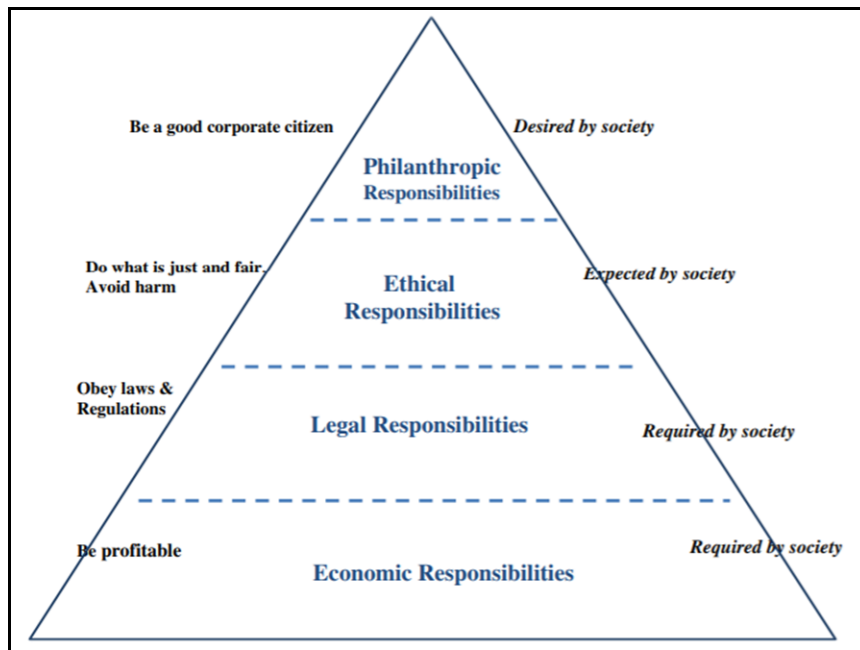 Be a good corporate citizen
Desired by society
Philanthropic
Responsibilities
Do what is just and fair,
Avoid harm
Expected by society
Ethical
Responsibilities
Obey laws &
Regulations
Legal Responsibilities
Required by society
Be profitable
Required by society
Economic Responsibilities